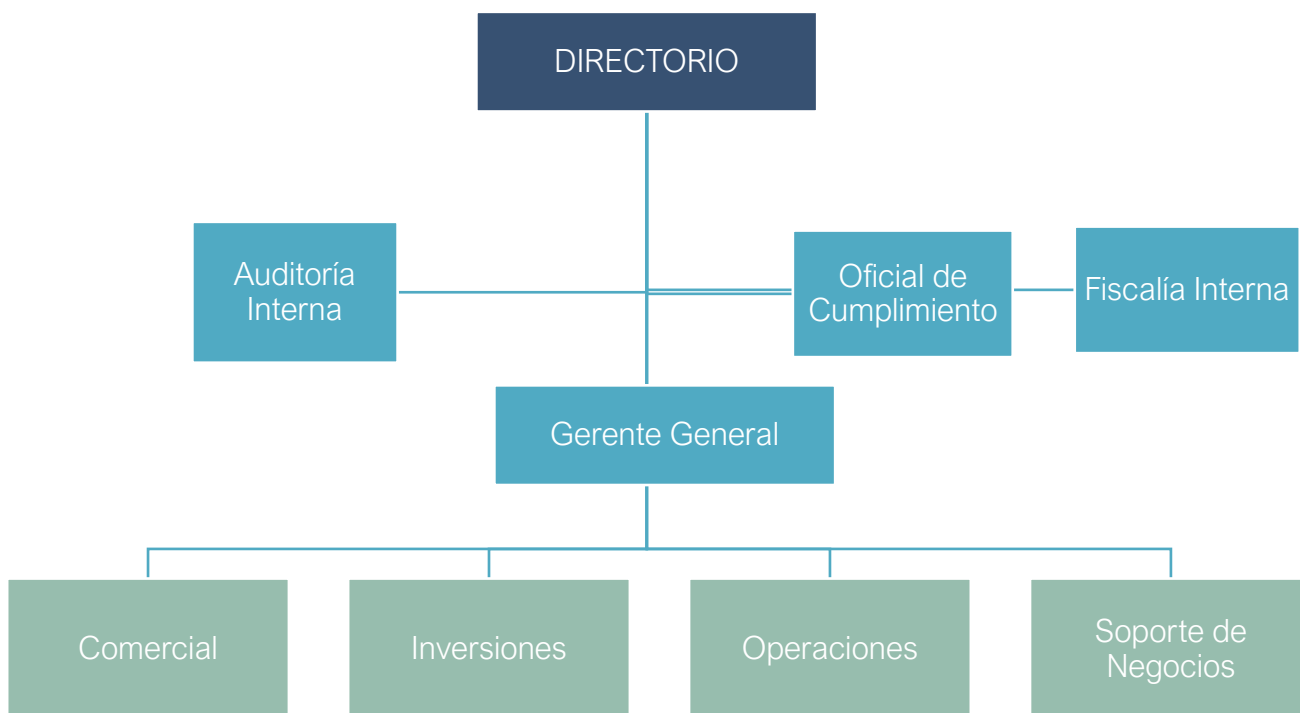 DIRECTORIO
Auditoría
Interna
Oficial de
Cumplimiento
Fiscalía Interna
Gerente General
Comercial
Inversiones
Operaciones
Soporte de
Negocios